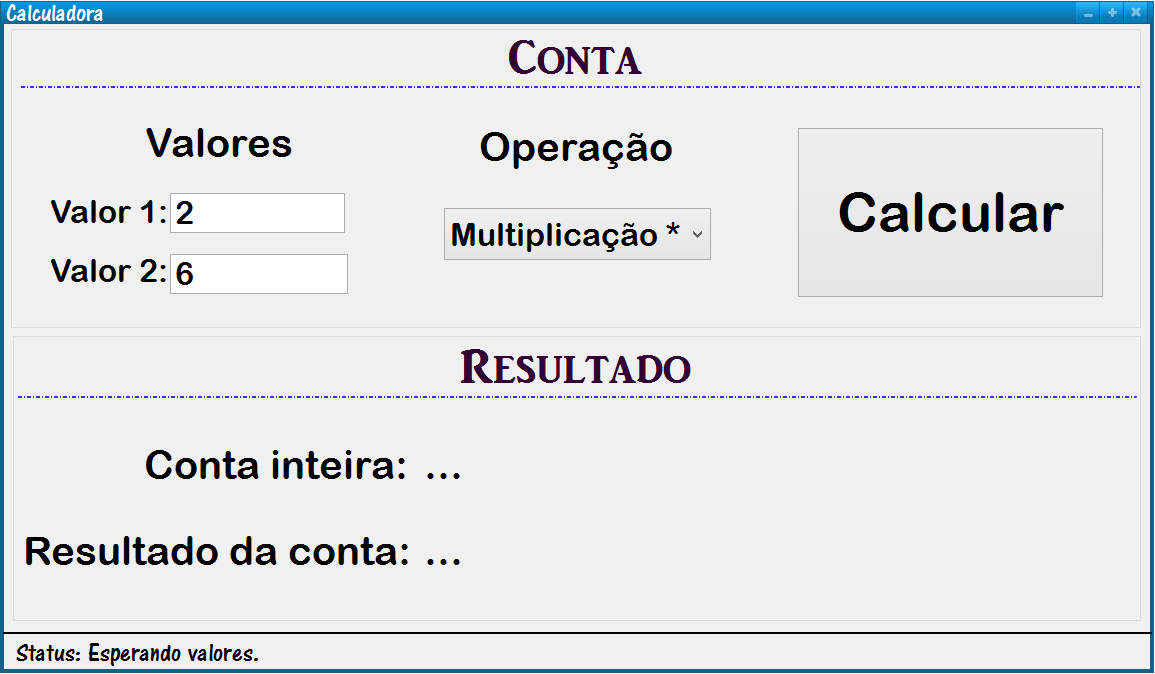 Calculadora
CONTA
Valores
Operação
Valor 1: 2
Multiplicação *
Calcular
Valor 2: 6
RESULTADO
Conta inteira: ...
Resultado da conta: ...
Status: Esperando valores.